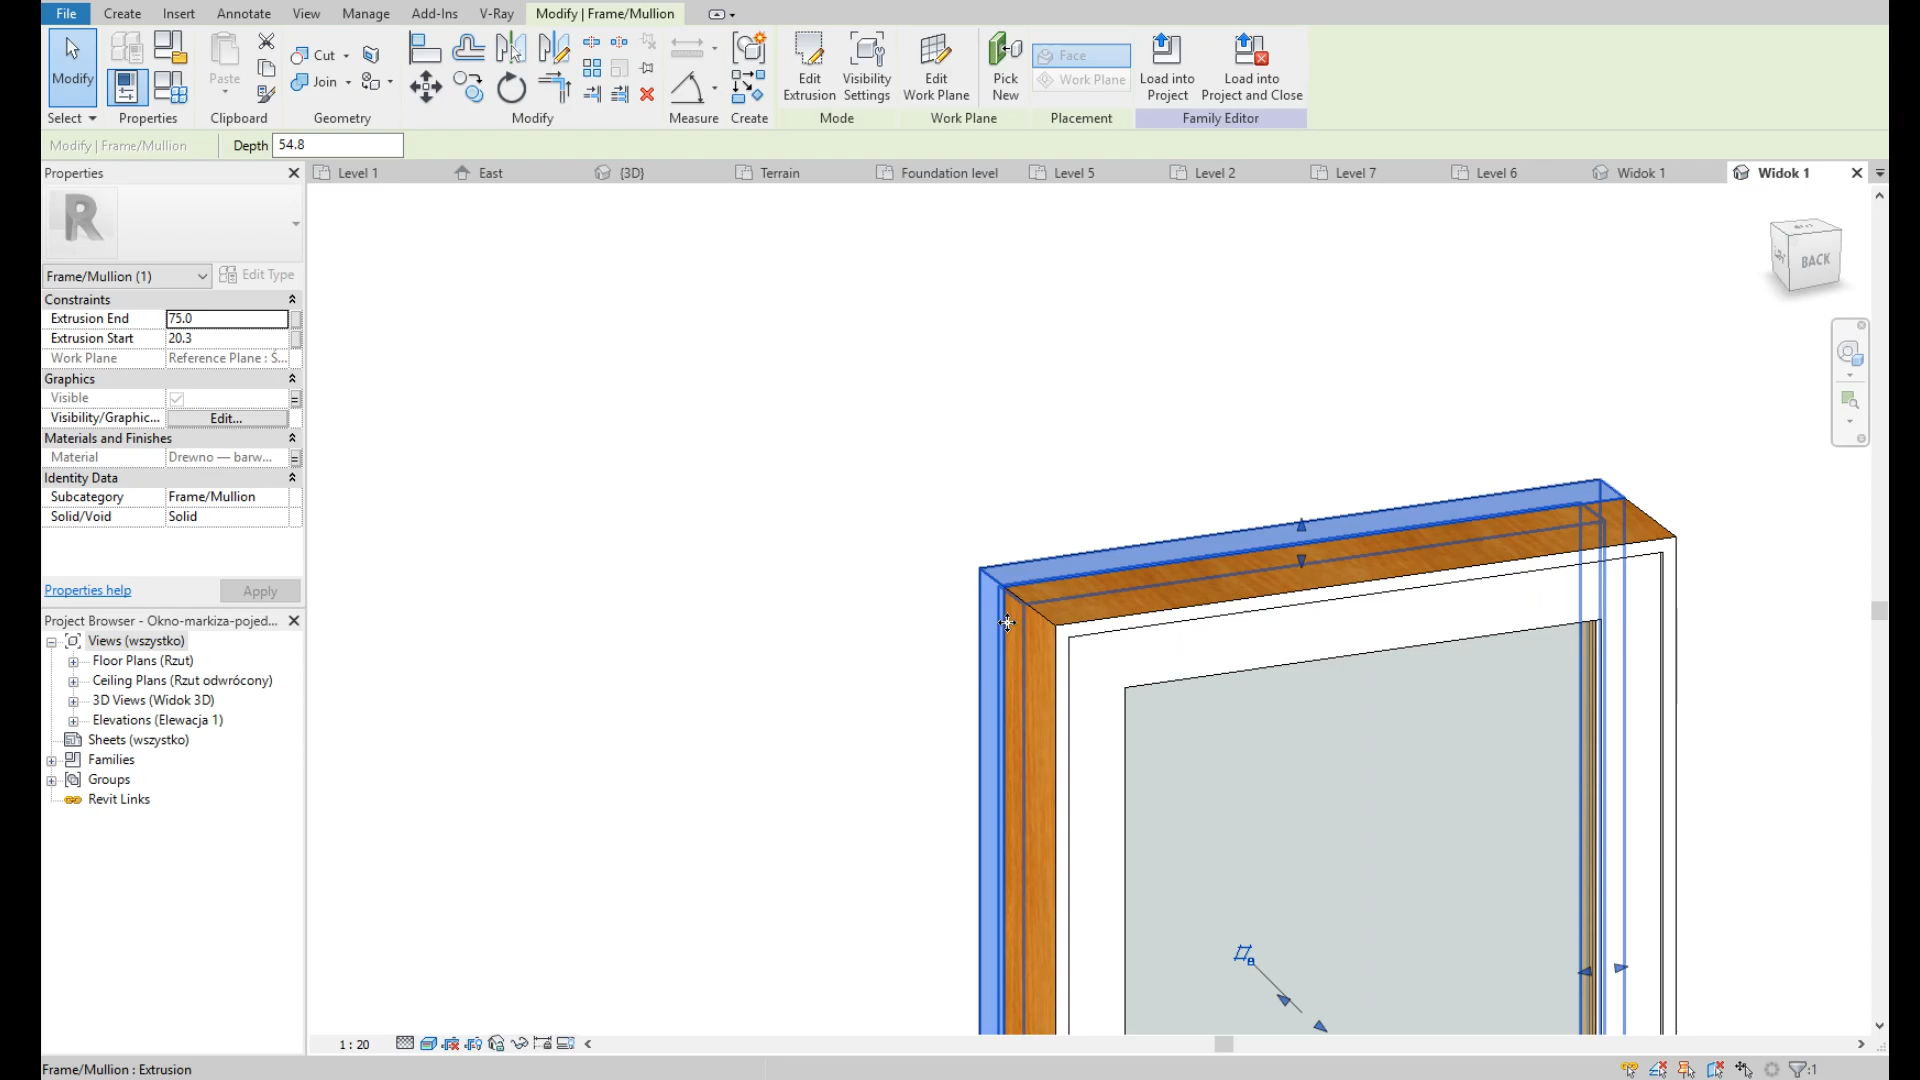 File Create Insert Annotate View Manage Add-Ins V-Ray Modify | Frame/Mullion
Modify
Paste
Cut
Join
Edit Extrusion
Visibility Settings
Edit Work Plane
Pick New
Face
Work Plane
Load into Project
Load into Project and Close
Select Properties Clipboard Geometry Modify Measure Create Mode Work Plane Placement Family Editor
Modify | Frame/Mullion Depth 54.8
Properties
Level 1 East {3D} Terrain Foundation level Level 5 Level 2 Level 7 Level 6 Widok 1 Widok 1
R
Frame/Mullion (1) Edit Type
Constraints
Extrusion End 75.0
Extrusion Start 20.3
Work Plane Reference Plane : Ś...
Graphics
Visible
Visibility/Graphic... Edit...
Materials and Finishes
Material Drewno — barw...
Identity Data
Subcategory Frame/Mullion
Solid/Void Solid
Properties help Apply
Project Browser - Okno-markiza-pojed...
Views (wszystko)
Floor Plans (Rzut)
Ceiling Plans (Rzut odwrócony)
3D Views (Widok 3D)
Elevations (Elewacja 1)
Sheets (wszystko)
Families
Groups
Revit Links
BACK
1 : 20
Frame/Mullion : Extrusion
:1